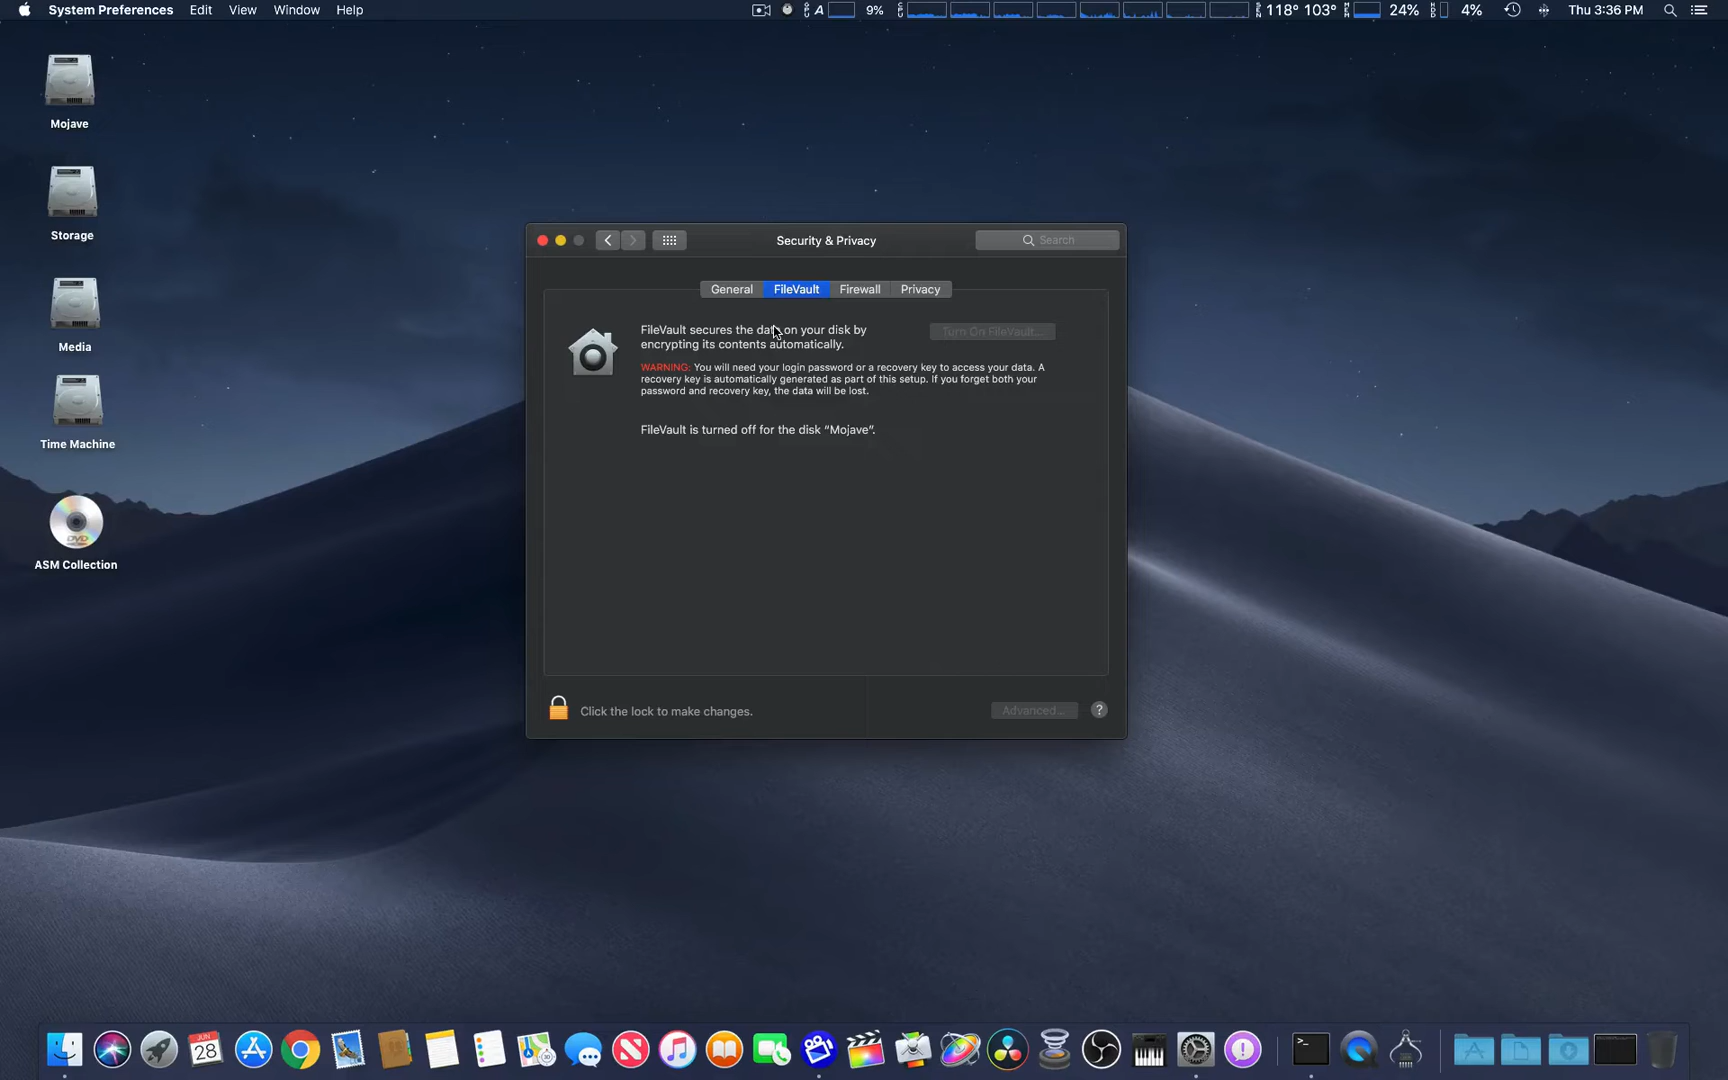 System Preferences Edit View Window Help
A 9% 118° 103° 24% 4% Thu 3:36 PM
Mojave
Storage
Media
Time Machine
DVD
ASM Collection
Security & Privacy
Search
General FileVault Firewall Privacy
FileVault secures the data on your disk by
encrypting its contents automatically.
Turn On FileVault...
WARNING: You will need your login password or a recovery key to access your data. A
recovery key is automatically generated as part of this setup. If you forget both your
password and recovery key, the data will be lost.
FileVault is turned off for the disk “Mojave”.
Click the lock to make changes.
Advanced...
?
JUN
28